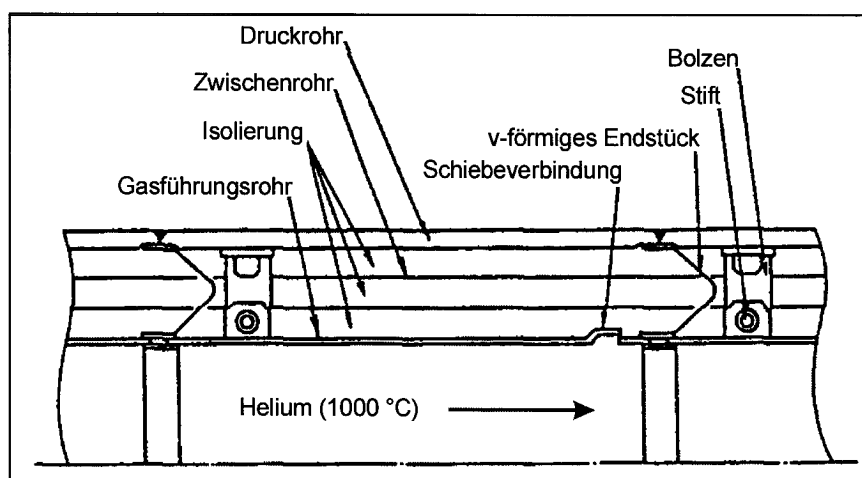 Druckrohr
Bolzen
Zwischenrohr
Stift
Isolierung
v-förmiges Endstück
Schiebeverbindung
Gasführungsrohr
Helium (1000 °C)